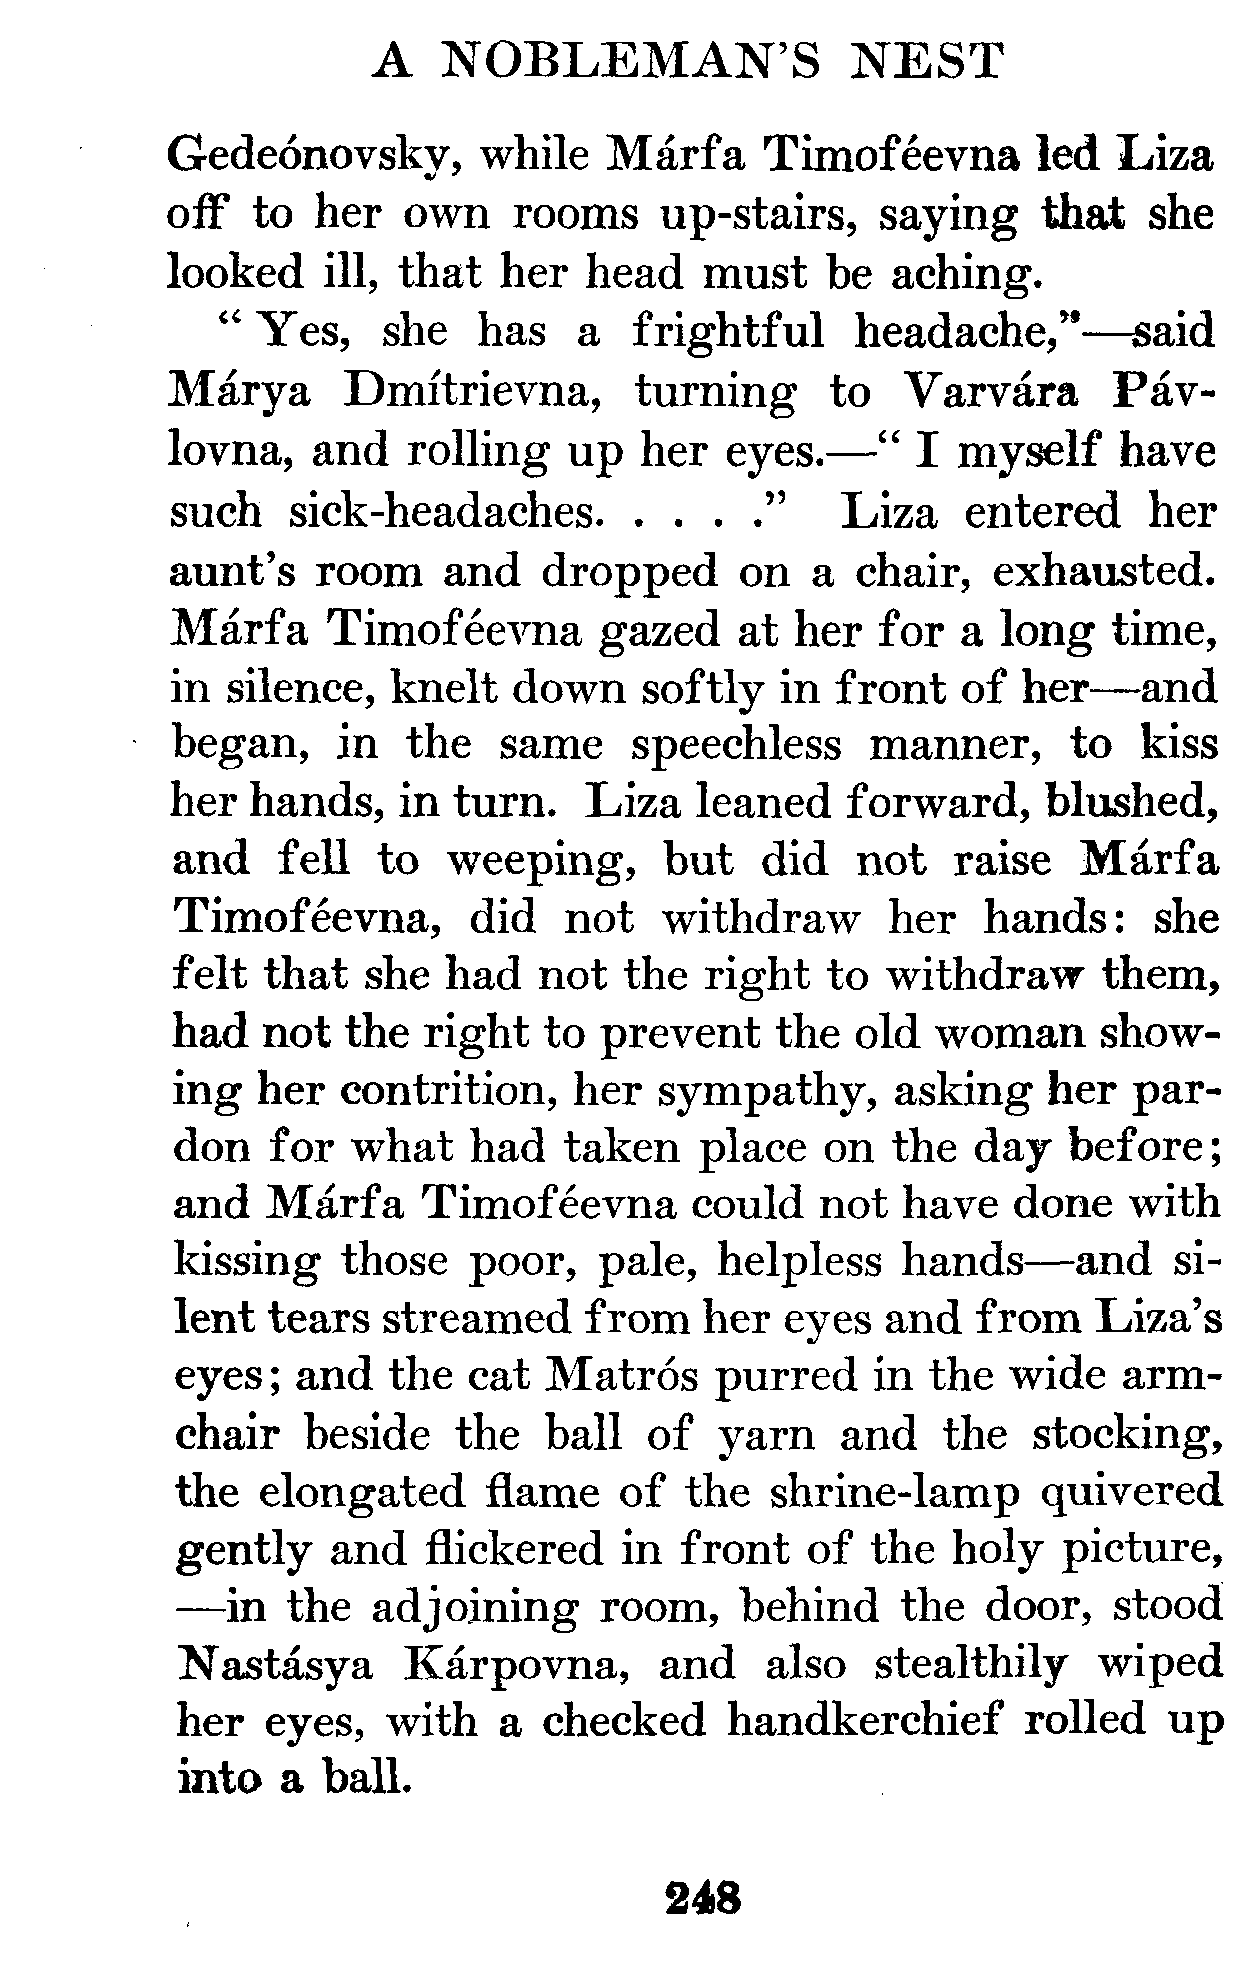 A NOBLEMAN'S NEST
Gedeónovsky, while Márfa Timoféevna led Liza
off to her own rooms up-stairs, saying that she
looked ill, that her head must be aching.
" Yes, she has a frightful headache,"—said
Márya Dmítrievna, turning to Varvára Páv-
lovna, and rolling up her eyes.—" I myself have
such sick-headaches. . . . ." Liza entered her
aunt's room and dropped on a chair, exhausted.
Márfa Timoféevna gazed at her for a long time,
in silence, knelt down softly in front of her—and
began, in the same speechless manner, to kiss
her hands, in turn. Liza leaned forward, blushed,
and fell to weeping, but did not raise Márfa
Timoféevna, did not withdraw her hands: she
felt that she had not the right to withdraw them,
had not the right to prevent the old woman show-
ing her contrition, her sympathy, asking her par-
don for what had taken place on the day before;
and Márfa Timoféevna could not have done with
kissing those poor, pale, helpless hands—and si-
lent tears streamed from her eyes and from Liza's
eyes; and the cat Matrós purred in the wide arm-
chair beside the ball of yarn and the stocking,
the elongated flame of the shrine-lamp quivered
gently and flickered in front of the holy picture,
—in the adjoining room, behind the door, stood
Nastásya Kárpovna, and also stealthily wiped
her eyes, with a checked handkerchief rolled up
into a ball.
248